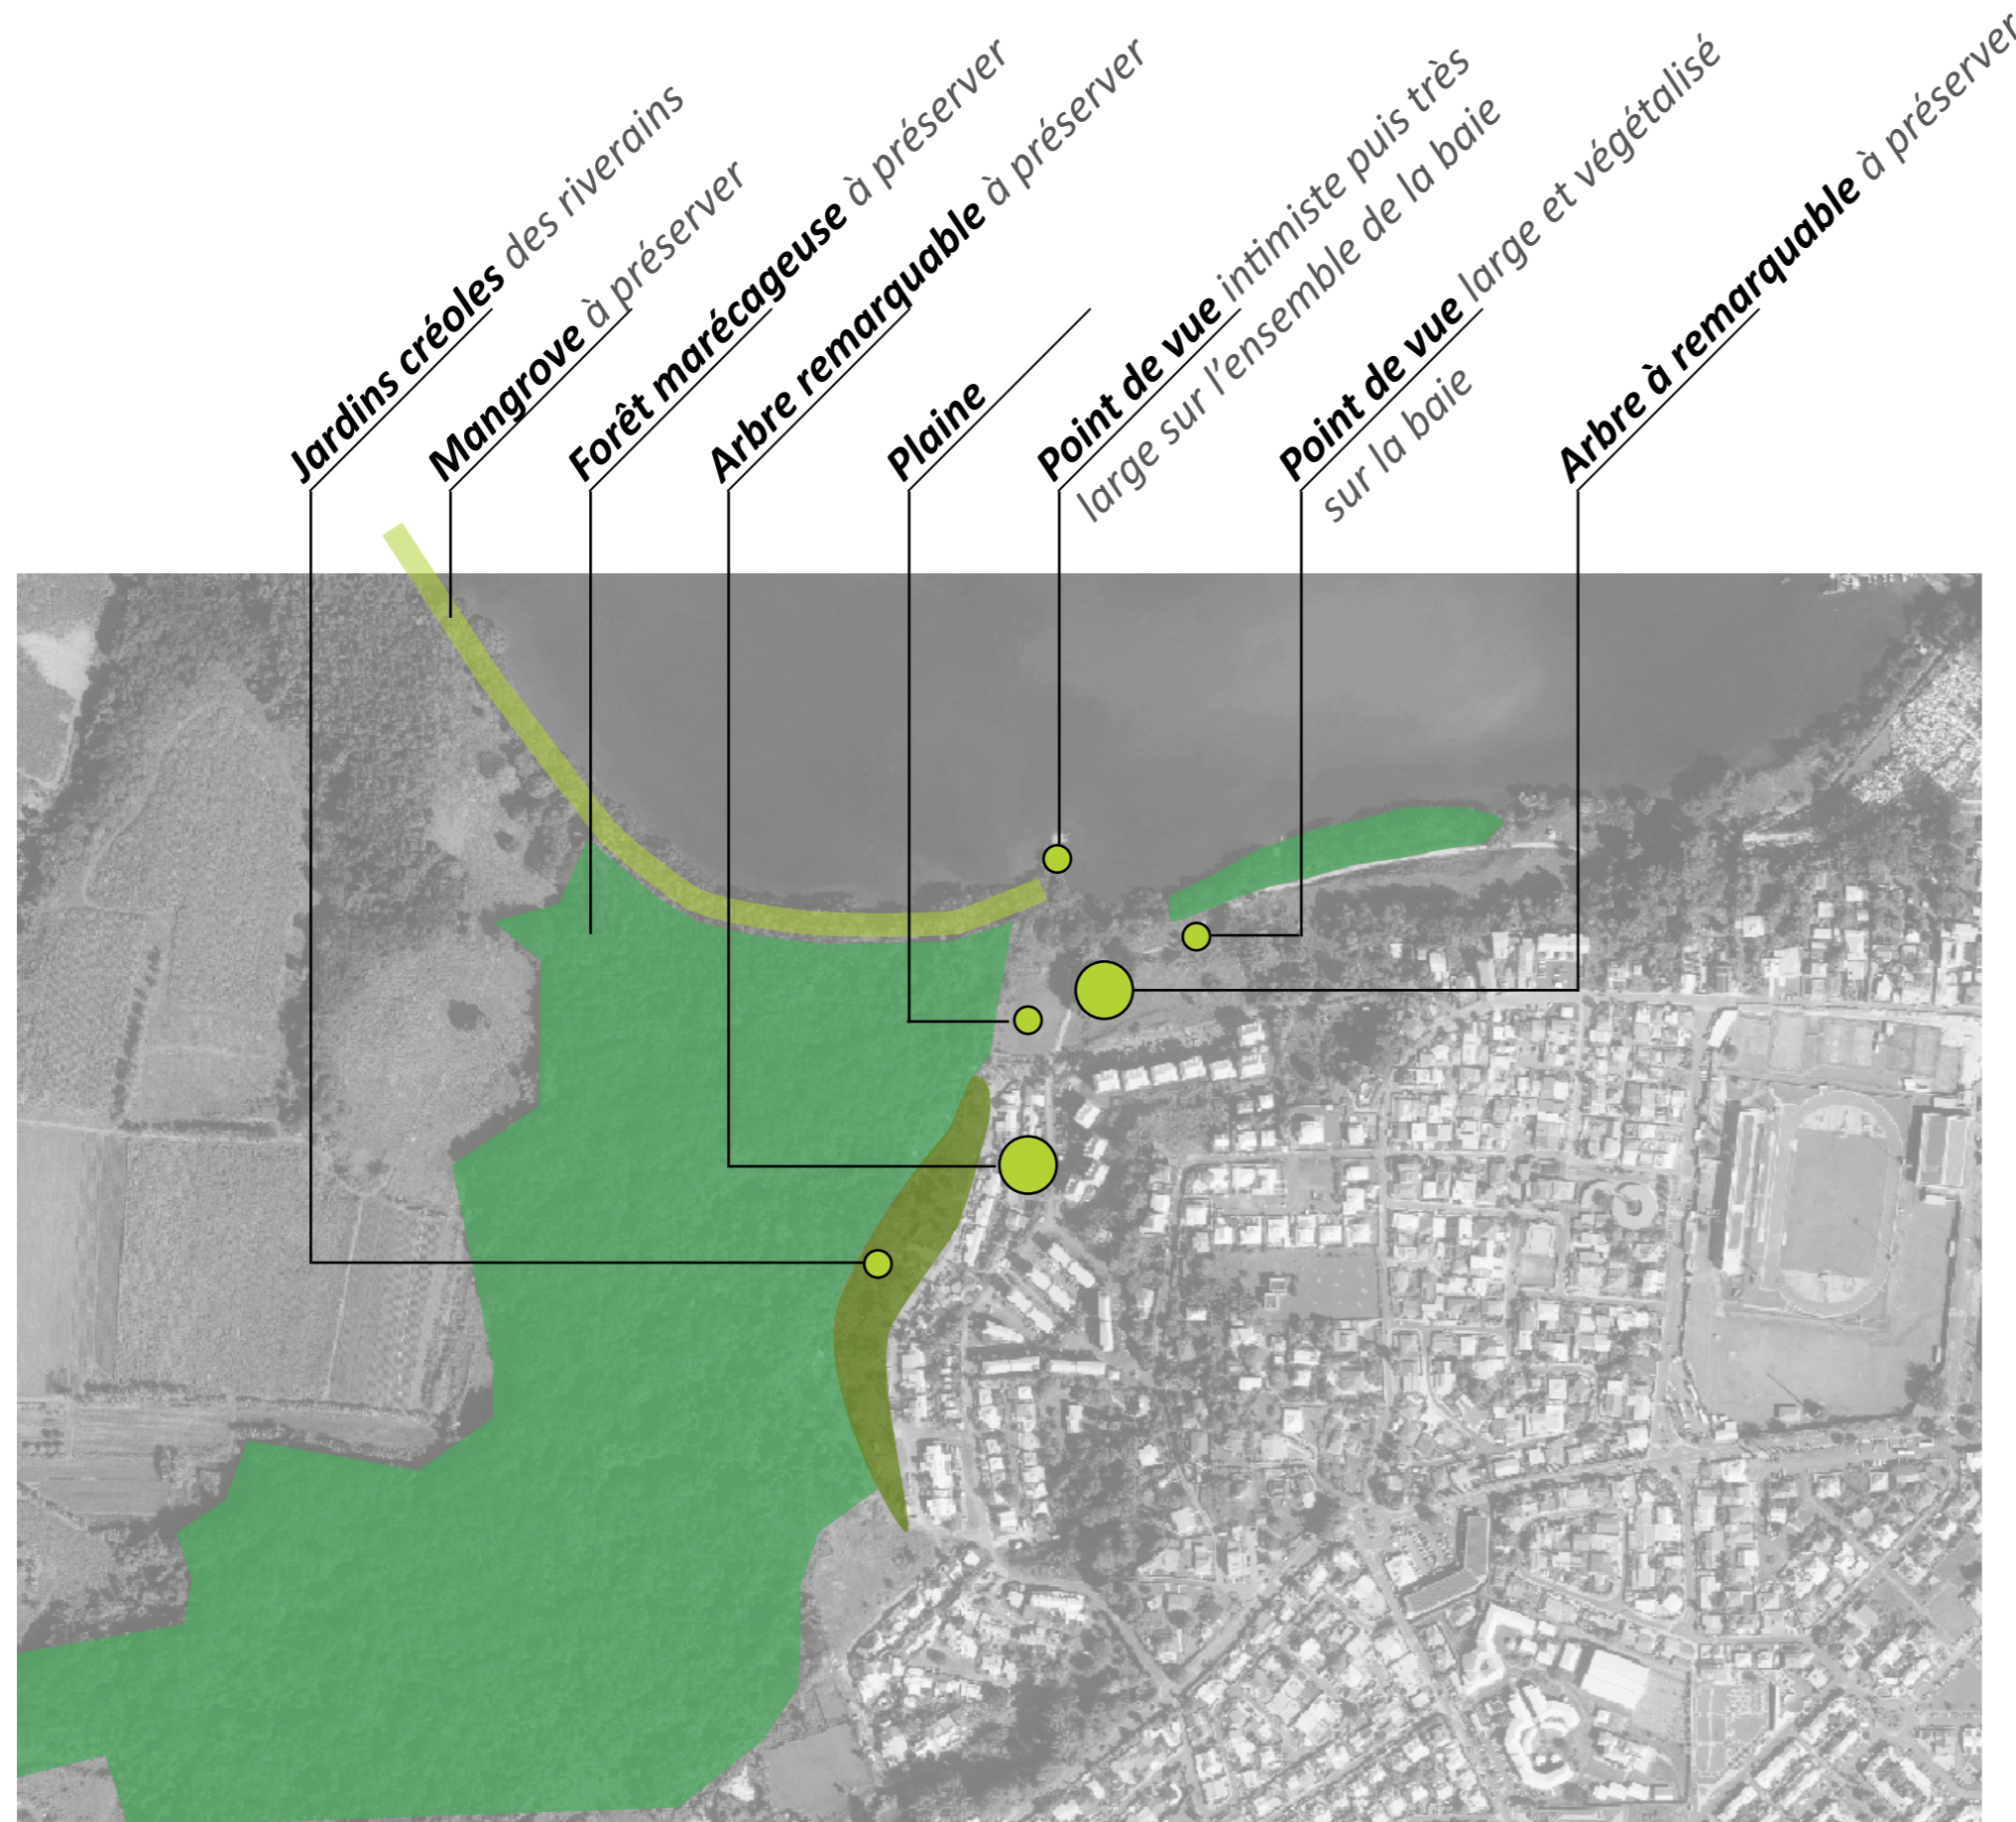 Jardins créoles des riverains
Mangrove à préserver
Forêt marécageuse à préserver
Arbre remarquable à préserver
Plaine
Point de vue intimiste puis très
large sur l'ensemble de la baie
Point de vue large et végétalisé
sur la baie
Arbre à remarquable à préserver